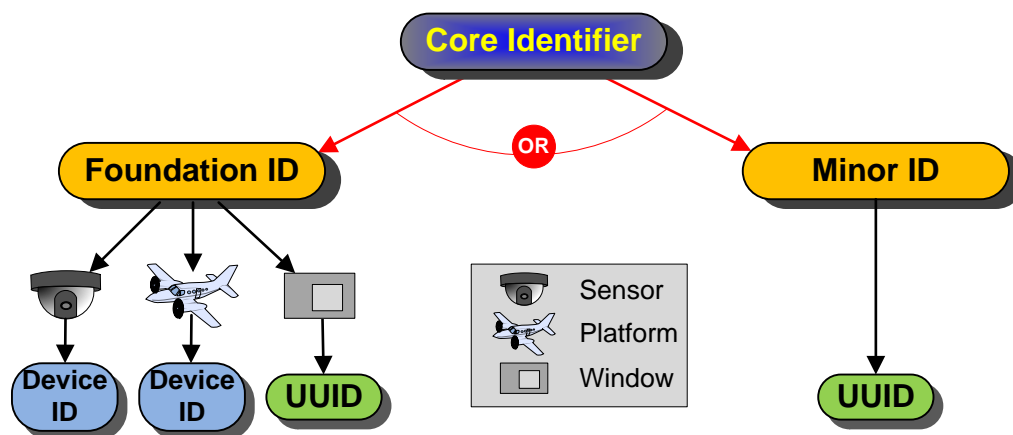 Core Identifier
OR
Foundation ID
Minor ID
Sensor
Platform
Window
Device
ID
Device
ID
UUID
UUID